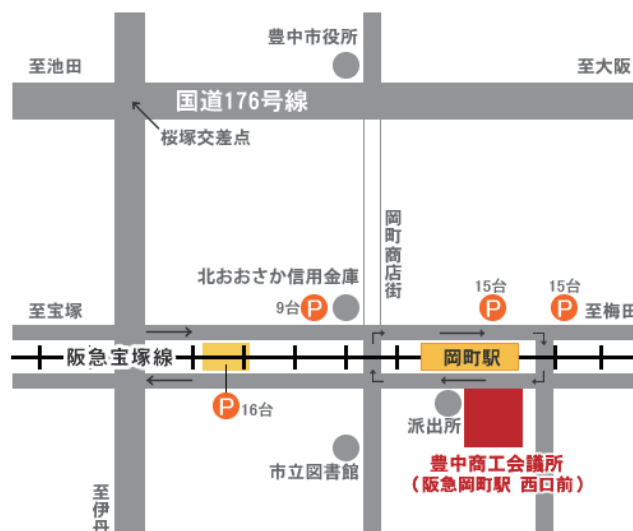 豊中市役所
至池田
至大阪
国道176号線
桜塚交差点
岡町商店街
北おおさか信用金庫
9台 P
15台
P
15台
P
至宝塚
至梅田
阪急宝塚線
岡町駅
P 16台
派出所
市立図書館
豊中商工会議所
(阪急岡町駅 西口前)
至伊丹